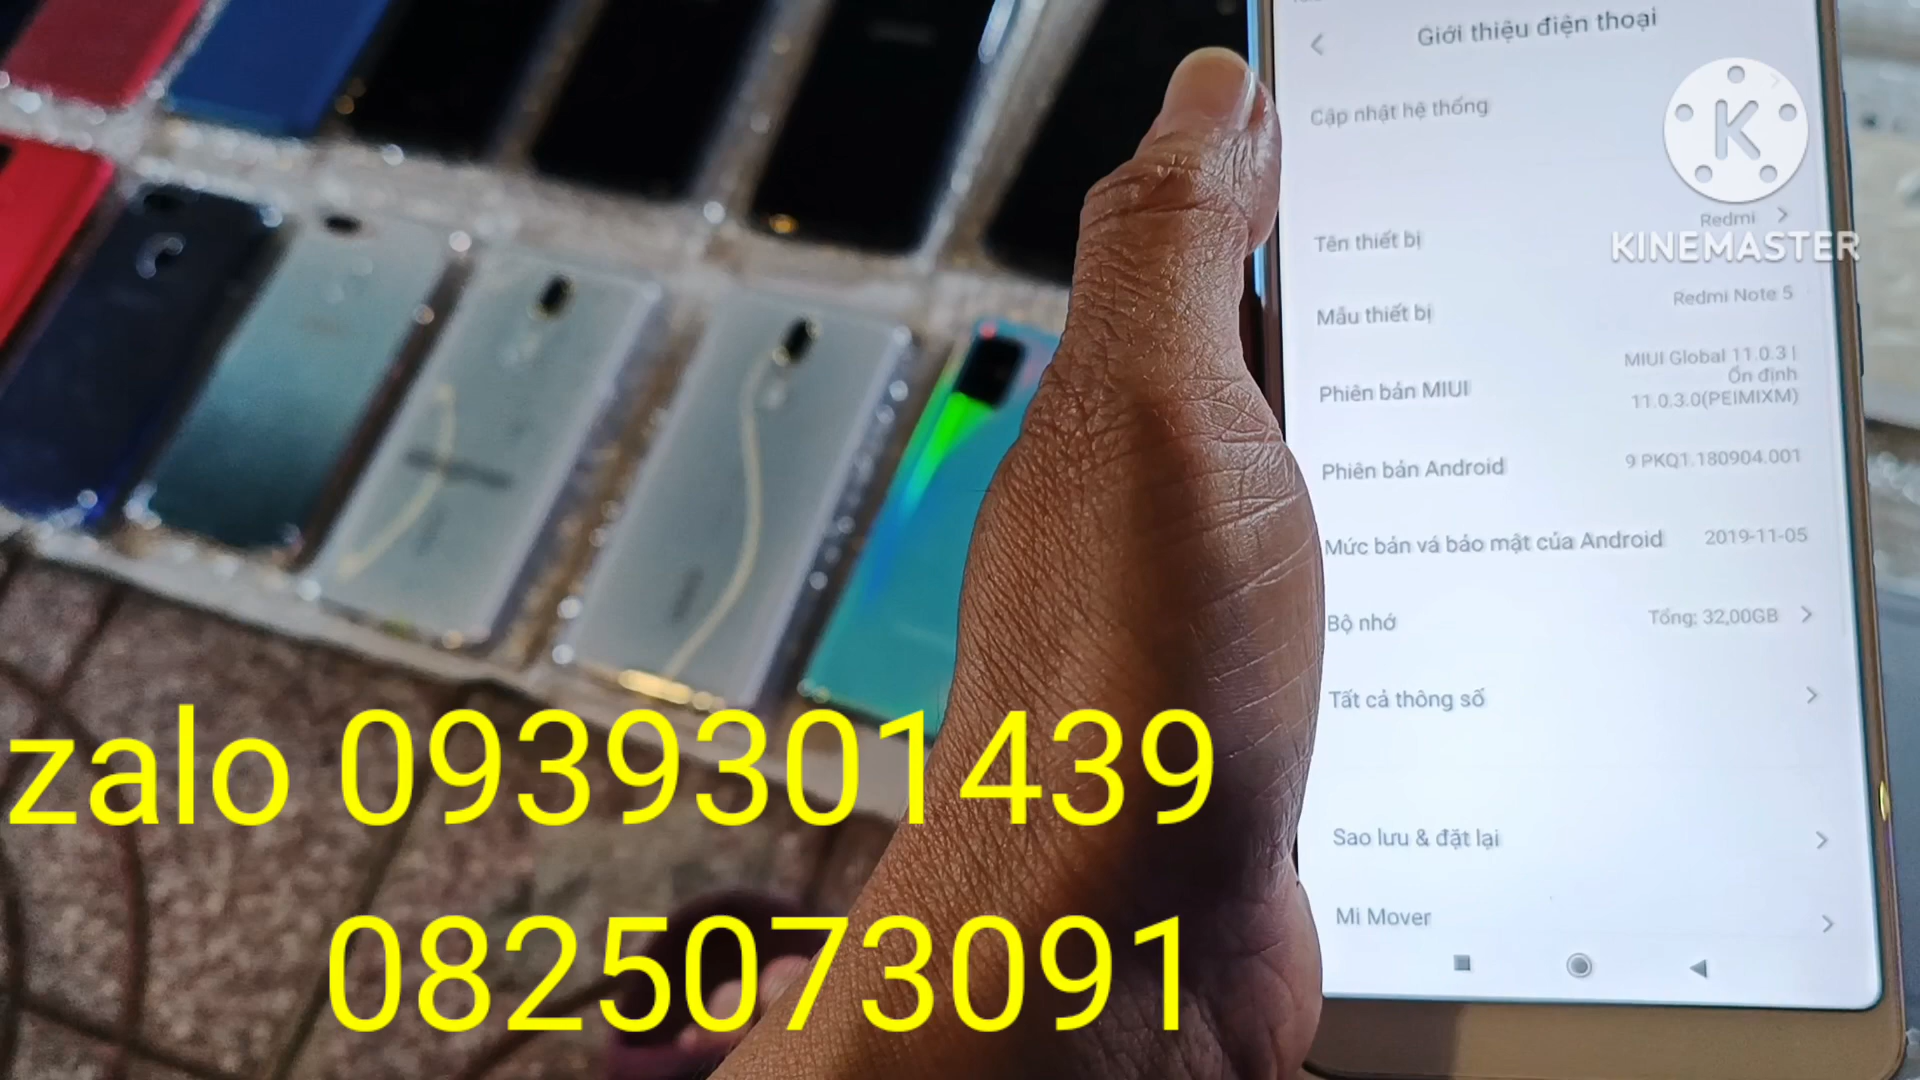 Giới thiệu điện thoại
Cập nhật hệ thống
K
KINEMASTER
Tên thiết bị
Redmi
Mẫu thiết bị
Redmi Note 5
Phiên bản MIUI
MIUI Global 11.0.3 |
Ổn định
11.0.3.0(PEIMIXM)
Phiên bản Android
9 PKQ1.180904.001
Mức bản vá bảo mật của Android
2019-11-05
Bộ nhớ
Tổng: 32,00GB
Tất cả thông số
Sao lưu & đặt lại
Mi Mover
zalo 0939301439
0825073091